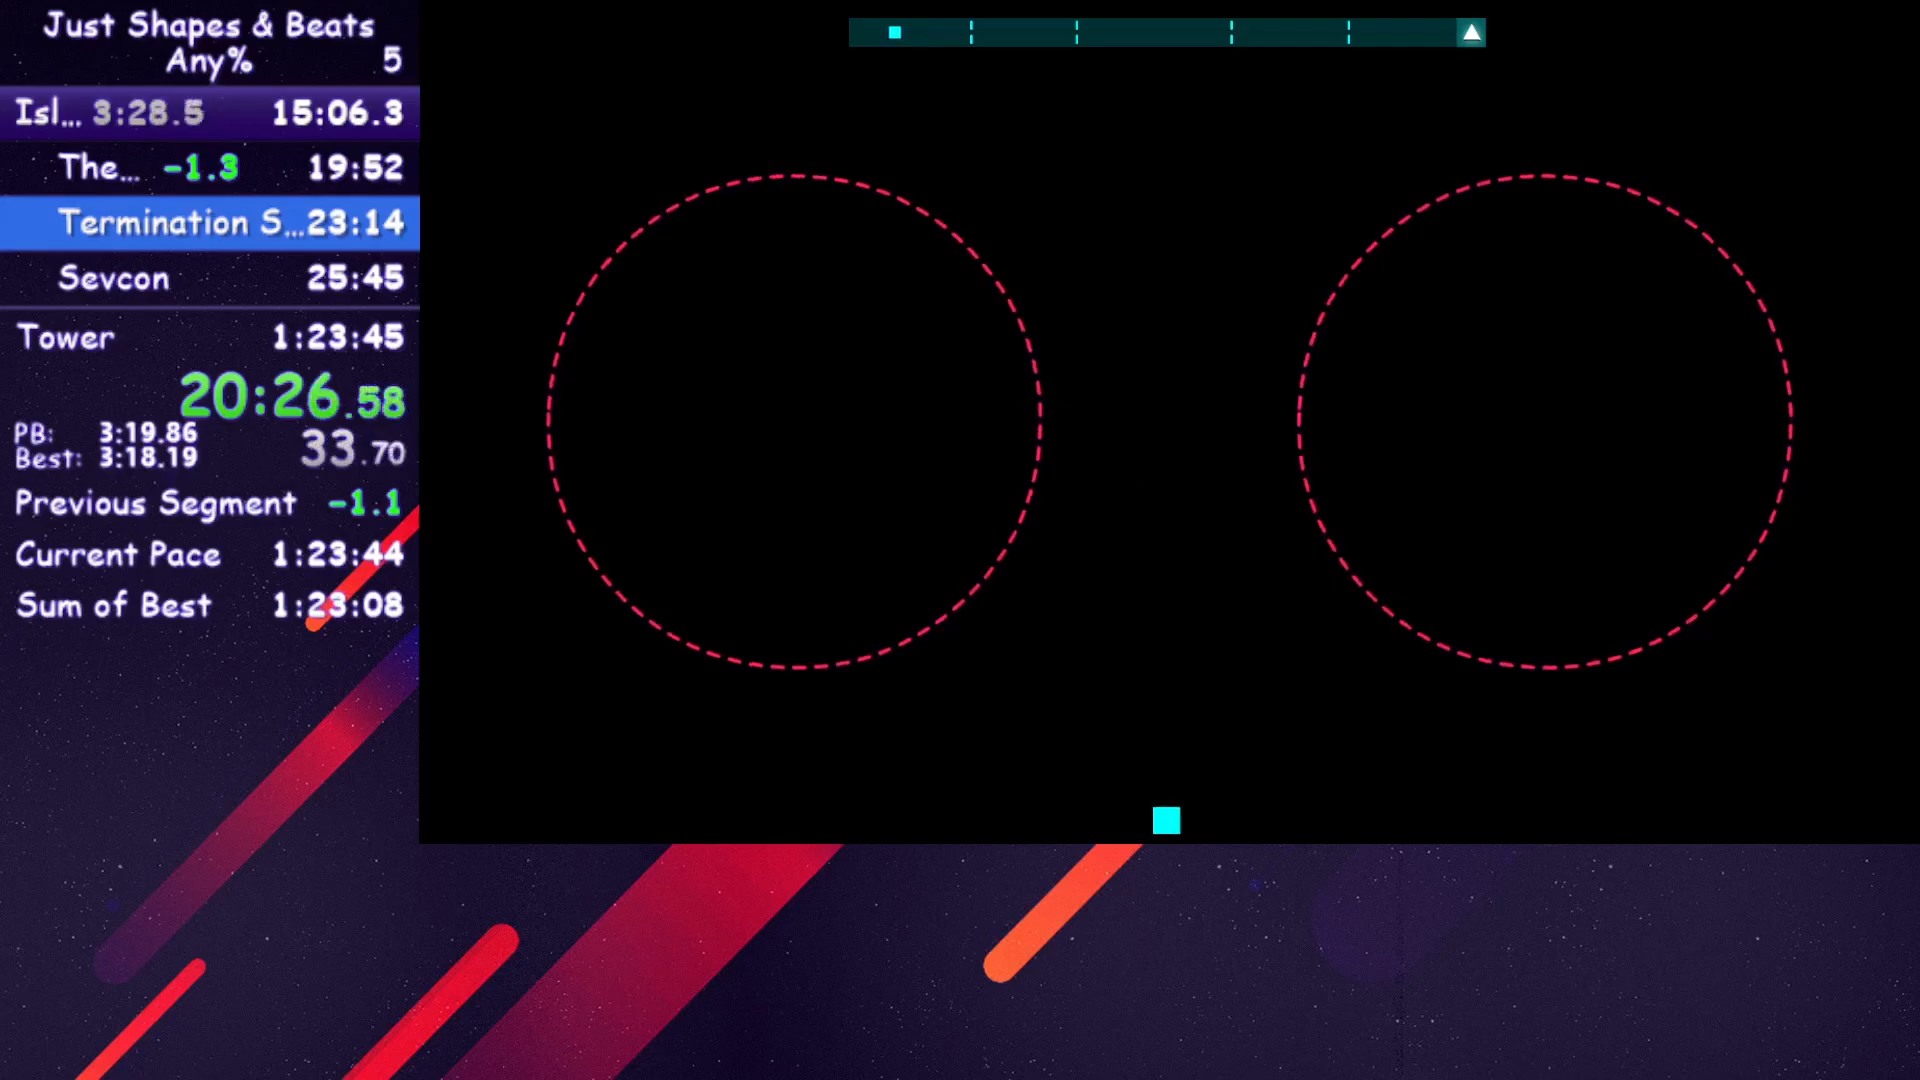 Just Shapes & Beats
Any% 5
Isl... 3:28.5 15:06.3
The... -1.3 19:52
Termination S... 23:14
Sevcon 25:45
Tower 1:23:45
20:26.58
PB: 3:19.86 33.70
Best: 3:18.19
Previous Segment -1.1
Current Pace 1:23:44
Sum of Best 1:23:08